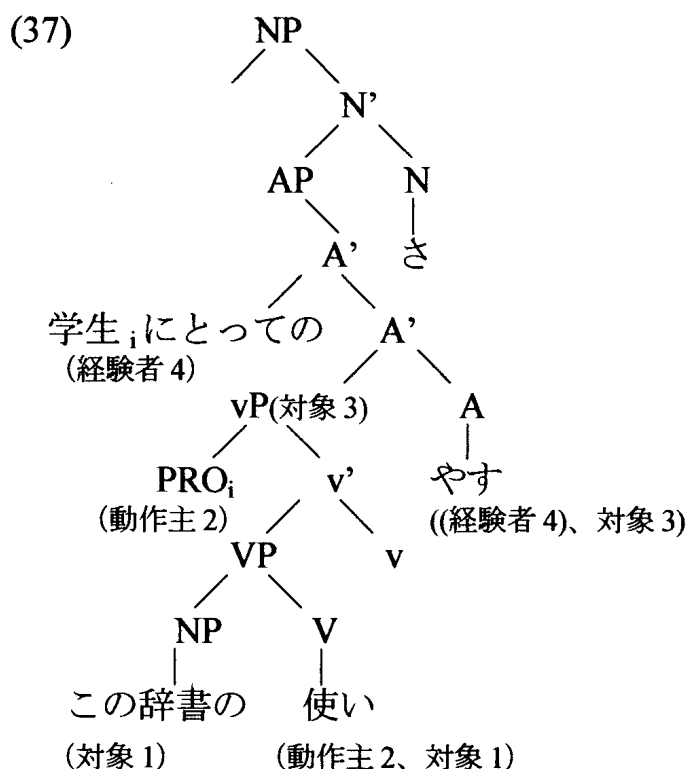 (37) NP
N’
AP N
A’ さ
学生 i にとっての A’
(経験者 4)
vP(対象 3) A
PROi v’ やす
(動作主 2) ((経験者 4)、対象 3)
VP v
NP V
この辞書の 使い
(対象 1) (動作主 2、対象 1)